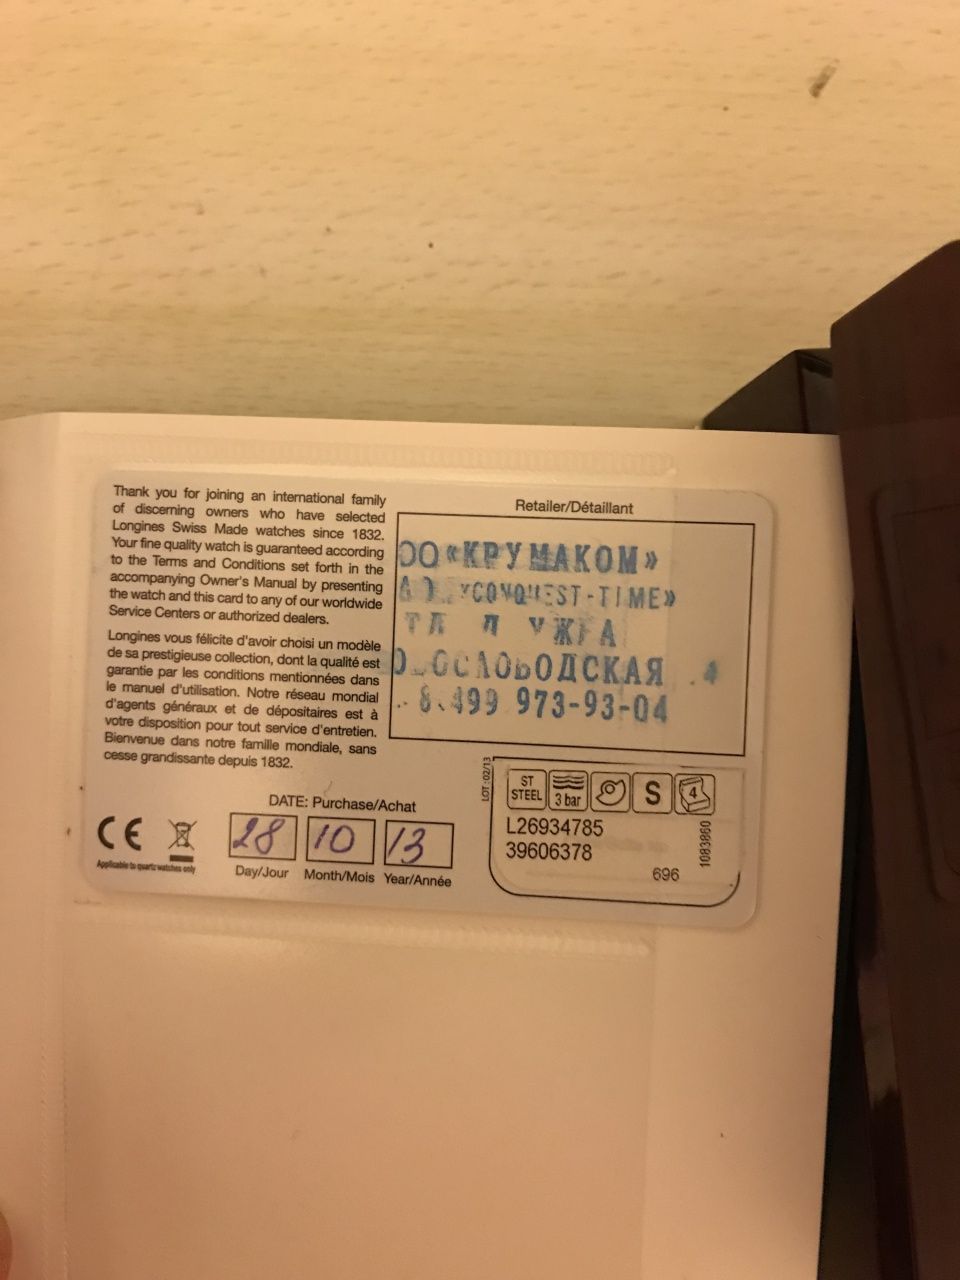 Thank you for joining an international family
of discerning owners who have selected
Longines Swiss Made watches since 1832.
Your fine quality watch is guaranteed according
to the Terms and Conditions set forth in the
accompanying Owner's Manual by presenting
the watch and this card to any of our worldwide
Service Centers or authorized dealers.
Longines vous félicite d'avoir choisi un modèle
de sa prestigieuse collection, dont la qualité est
garantie par les conditions mentionnées dans
le manuel d'utilisation. Notre réseau mondial
d'agents généraux et de dépositaires est à
votre disposition pour tout service d'entretien.
Bienvenue dans notre famille mondiale, sans
cesse grandissante depuis 1832.
Retailer/Détaillant
«КРУМАКОМ»
CONQUEST-TIME»
8 499 973-93-04
DATE: Purchase/Achat
28 10 13
Day/Jour Month/Mois Year/Année
CE
Applicable to quartz watches only
LOT: 02/13
ST STEEL
3 bar
S
4
L26934785
39606378
696
1083860